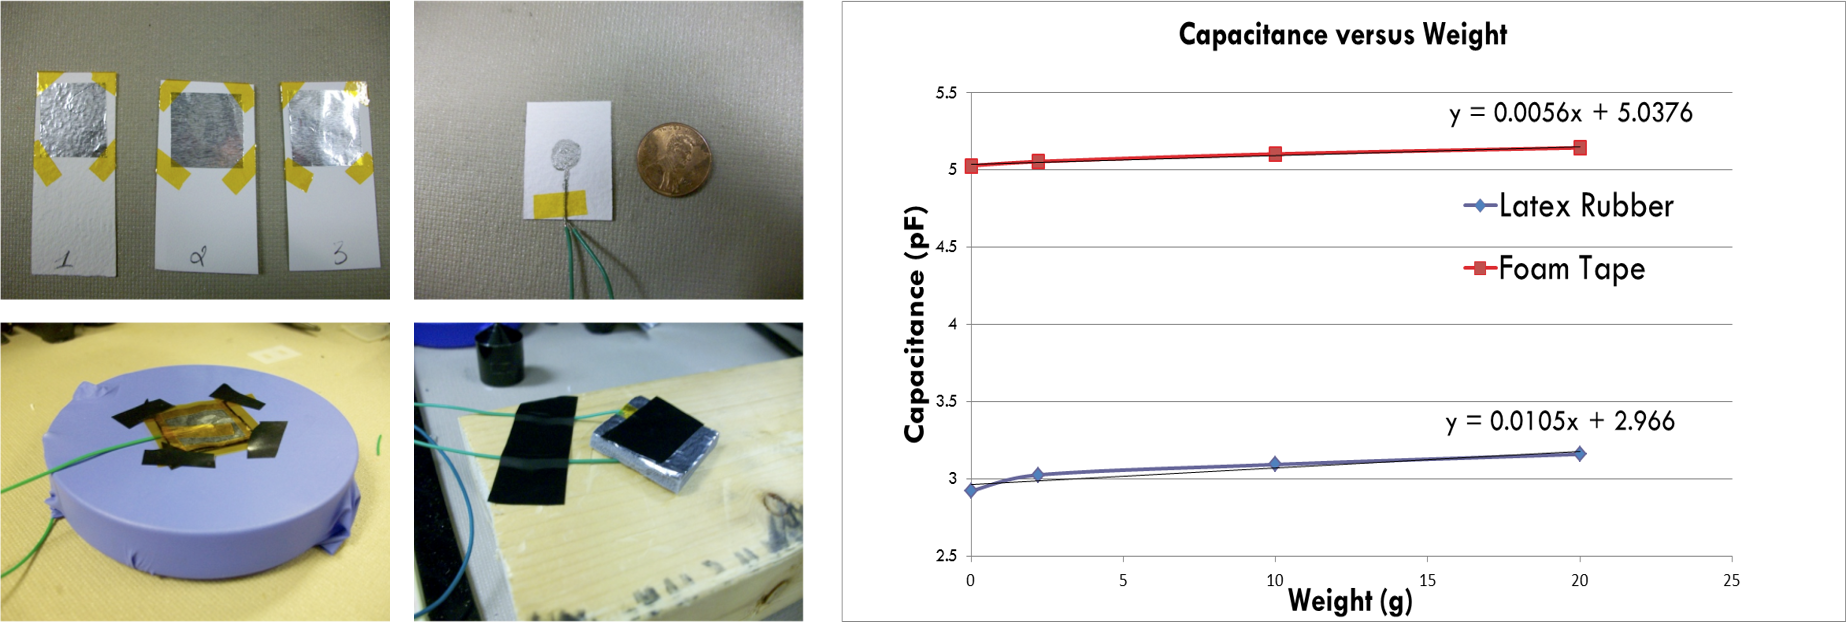 1
2
3
Capacitance versus Weight
5.5
5
4.5
4
3.5
3
2.5
y = 0.0056x + 5.0376
Latex Rubber
Foam Tape
y = 0.0105x + 2.966
Capacitance (pF)
0
5
10
15
20
25
Weight (g)